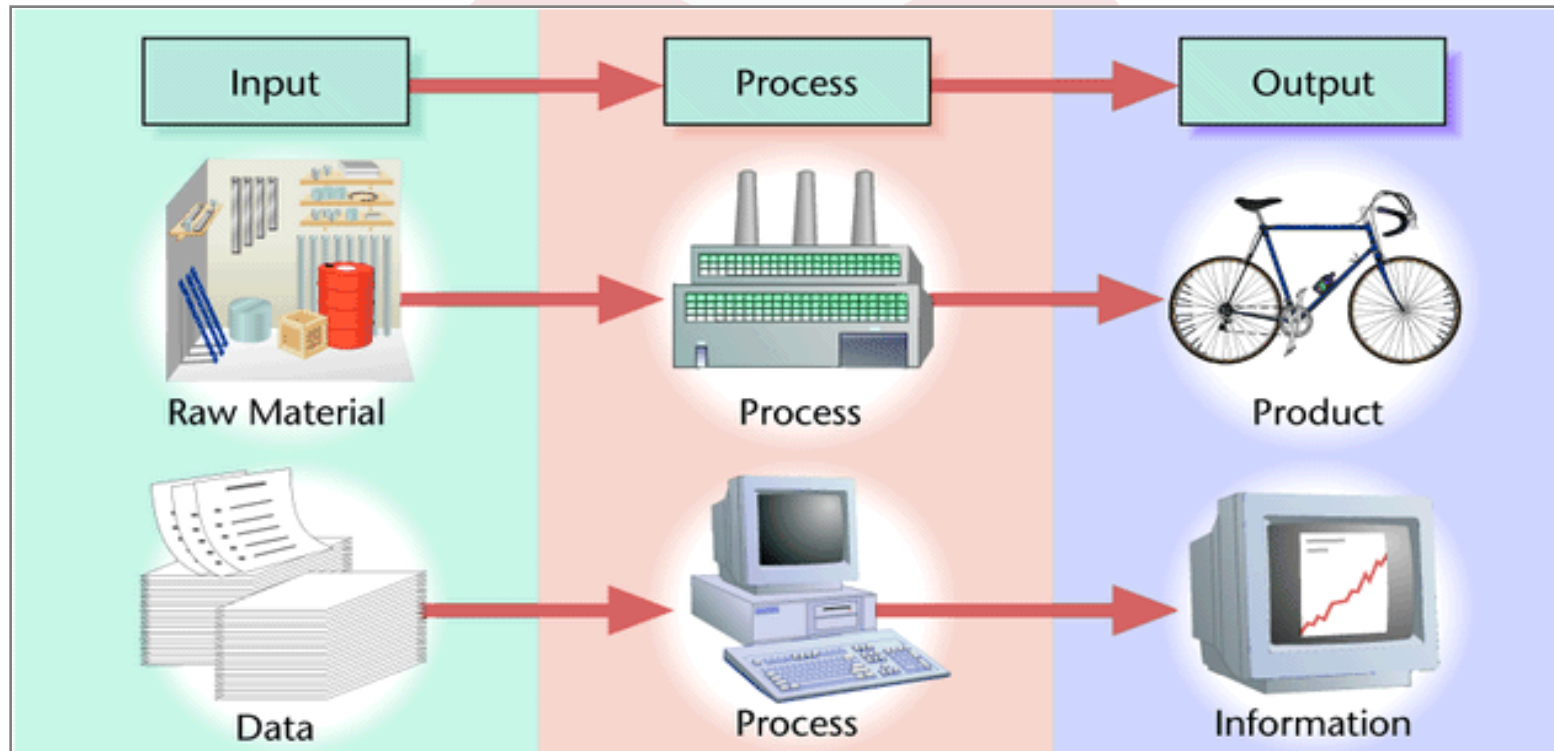 Input
Process
Output
Raw Material
Process
Product
Data
Process
Information